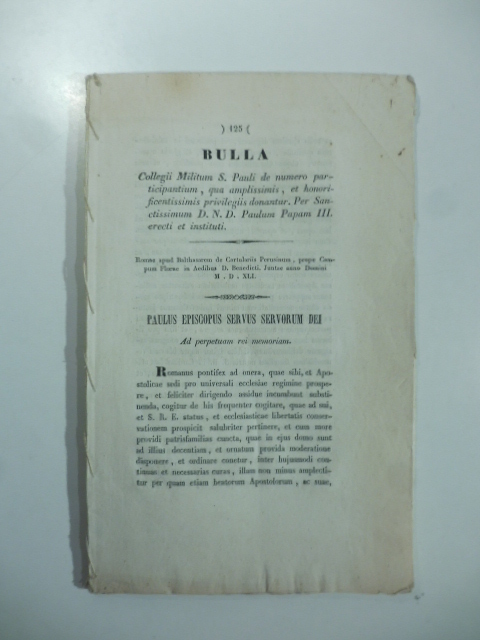 ) 125 (
BULLA
Collegii Militum S. Pauli de numero par-
ticipantium, qua amplissimis, et honori-
ficentissimis privilegiis donantur. Per San-
ctissimum D. N. D. Paulum Papam III.
erecti et instituti.
Romae apud Balthasarem de Cartulariis Perusinum, prope Cam-
pum Florae in Aedibus D. Benedicti, Juntae anno Domini
M. D. XLI.
PAULUS EPISCOPUS SERVUS SERVORUM DEI
Ad perpetuam rei memoriam.
Romanus pontifex ad onera, quae sibi, et Apo-
stolicae sedi pro universali ecclesiae regimine prospe-
re, et feliciter dirigendo assidue incumbunt substi-
nenda, cogitur de his frequenter cogitare, quae ad sui,
et S. R. E. status, et ecclesiasticae libertatis conser-
vationem prospicit salubriter pertinere, et cum more
providi patrisfamilias cuncta, quae in ejus domo sunt
ad illius decentiam, et ornatum provida moderatione
disponere, et ordinare conetur, inter hujusmodi con-
tinuas et necessarias curas, illam non minus amplecti-
tur per quam etiam beatorum Apostolorum, ac suae,